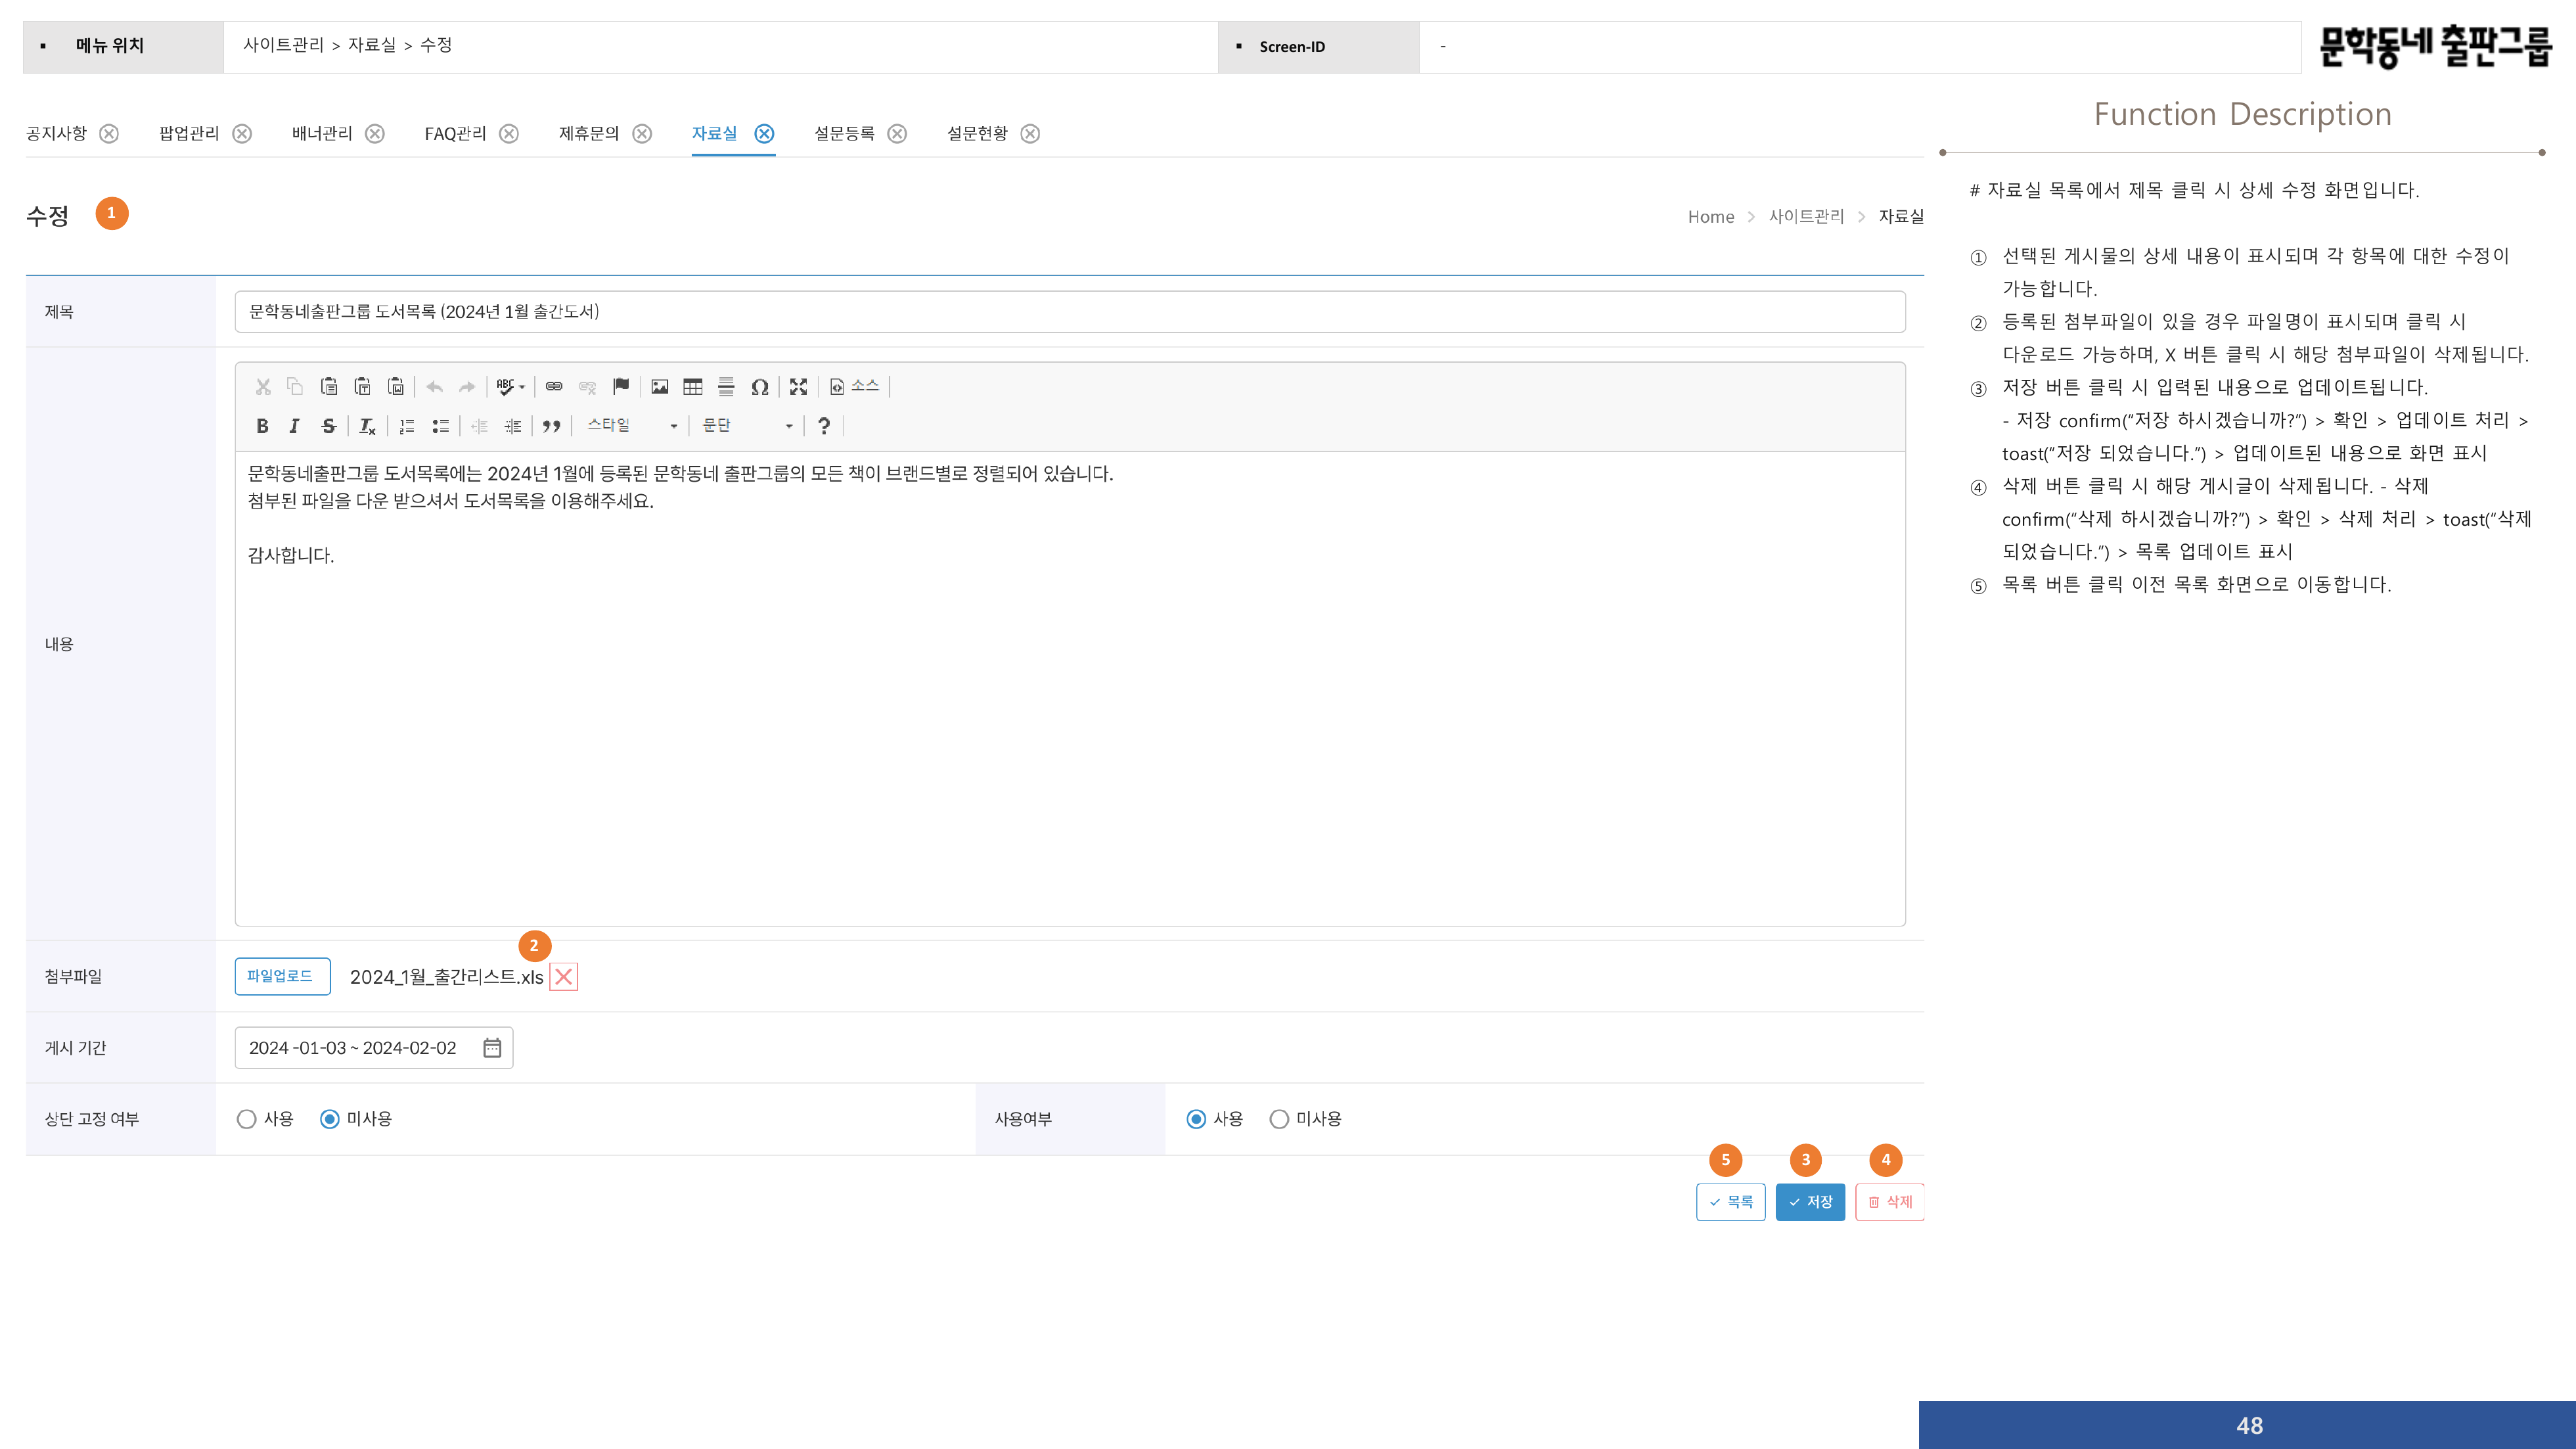 ▪ 메뉴 위치
사이트관리 > 자료실 > 수정
▪ Screen-ID
-
문학동네 출판그룹
공지사항 팝업관리 배너관리 FAQ관리 제휴문의 자료실 설문등록 설문현황
수정 1
Home > 사이트관리 > 자료실
제목
문학동네출판그룹 도서목록 (2024년 1월 출간도서)
내용
ABC Ω 소스
B I S Tx 스타일 문단 ?
문학동네출판그룹 도서목록에는 2024년 1월에 등록된 문학동네 출판그룹의 모든 책이 브랜드별로 정렬되어 있습니다.
첨부된 파일을 다운 받으셔서 도서목록을 이용해주세요.
감사합니다.
2
첨부파일
파일업로드 2024_1월_출간리스트.xls
게시 기간
2024 -01-03 ~ 2024-02-02
상단 고정 여부
사용 미사용
사용여부
사용 미사용
5 3 4
목록 저장 삭제
Function Description
# 자료실 목록에서 제목 클릭 시 상세 수정 화면입니다.
① 선택된 게시물의 상세 내용이 표시되며 각 항목에 대한 수정이
가능합니다.
② 등록된 첨부파일이 있을 경우 파일명이 표시되며 클릭 시
다운로드 가능하며, X 버튼 클릭 시 해당 첨부파일이 삭제됩니다.
③ 저장 버튼 클릭 시 입력된 내용으로 업데이트됩니다.
- 저장 confirm(“저장 하시겠습니까?”) > 확인 > 업데이트 처리 >
toast(“저장 되었습니다.”) > 업데이트된 내용으로 화면 표시
④ 삭제 버튼 클릭 시 해당 게시글이 삭제됩니다. - 삭제
confirm(“삭제 하시겠습니까?”) > 확인 > 삭제 처리 > toast(“삭제
되었습니다.”) > 목록 업데이트 표시
⑤ 목록 버튼 클릭 이전 목록 화면으로 이동합니다.
48